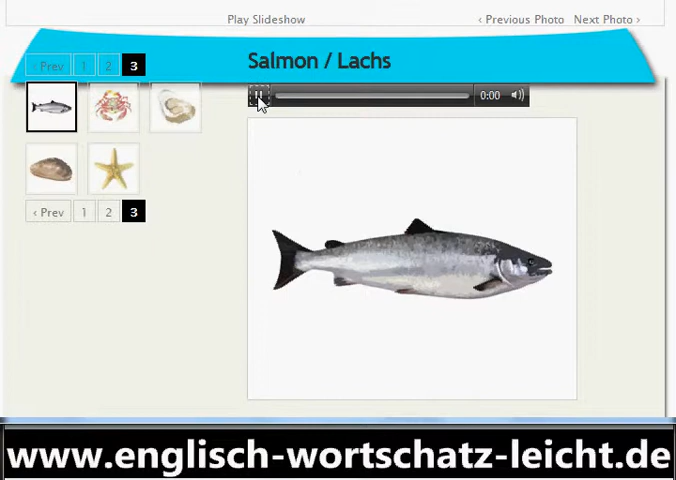 Play Slideshow
‹ Previous Photo Next Photo ›
‹ Prev 1 2 3
Salmon / Lachs
0:00
‹ Prev 1 2 3
www.englisch-wortschatz-leicht.de